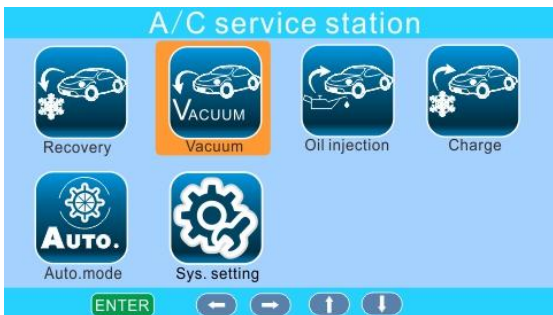 A/C service station
VACUUM
Recovery Vacuum Oil injection Charge
AUTO.
Auto.mode Sys. setting
ENTER